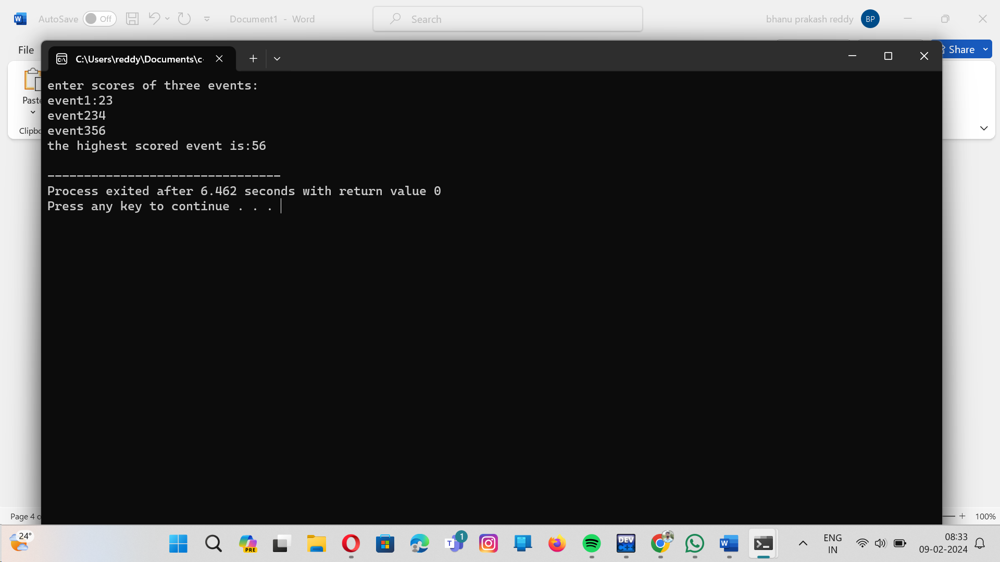 AutoSave Off Document1 - Word Search bhanu prakash reddy BP
File Share
C:\Users\reddy\Documents\c
Paste
enter scores of three events:
event1:23
event234
event356
the highest scored event is:56
--------------------------------
Process exited after 6.462 seconds with return value 0
Press any key to continue . . .
Page 4 100%
24° PRE T 1 DEV C++ W ENG 08:33
IN 09-02-2024